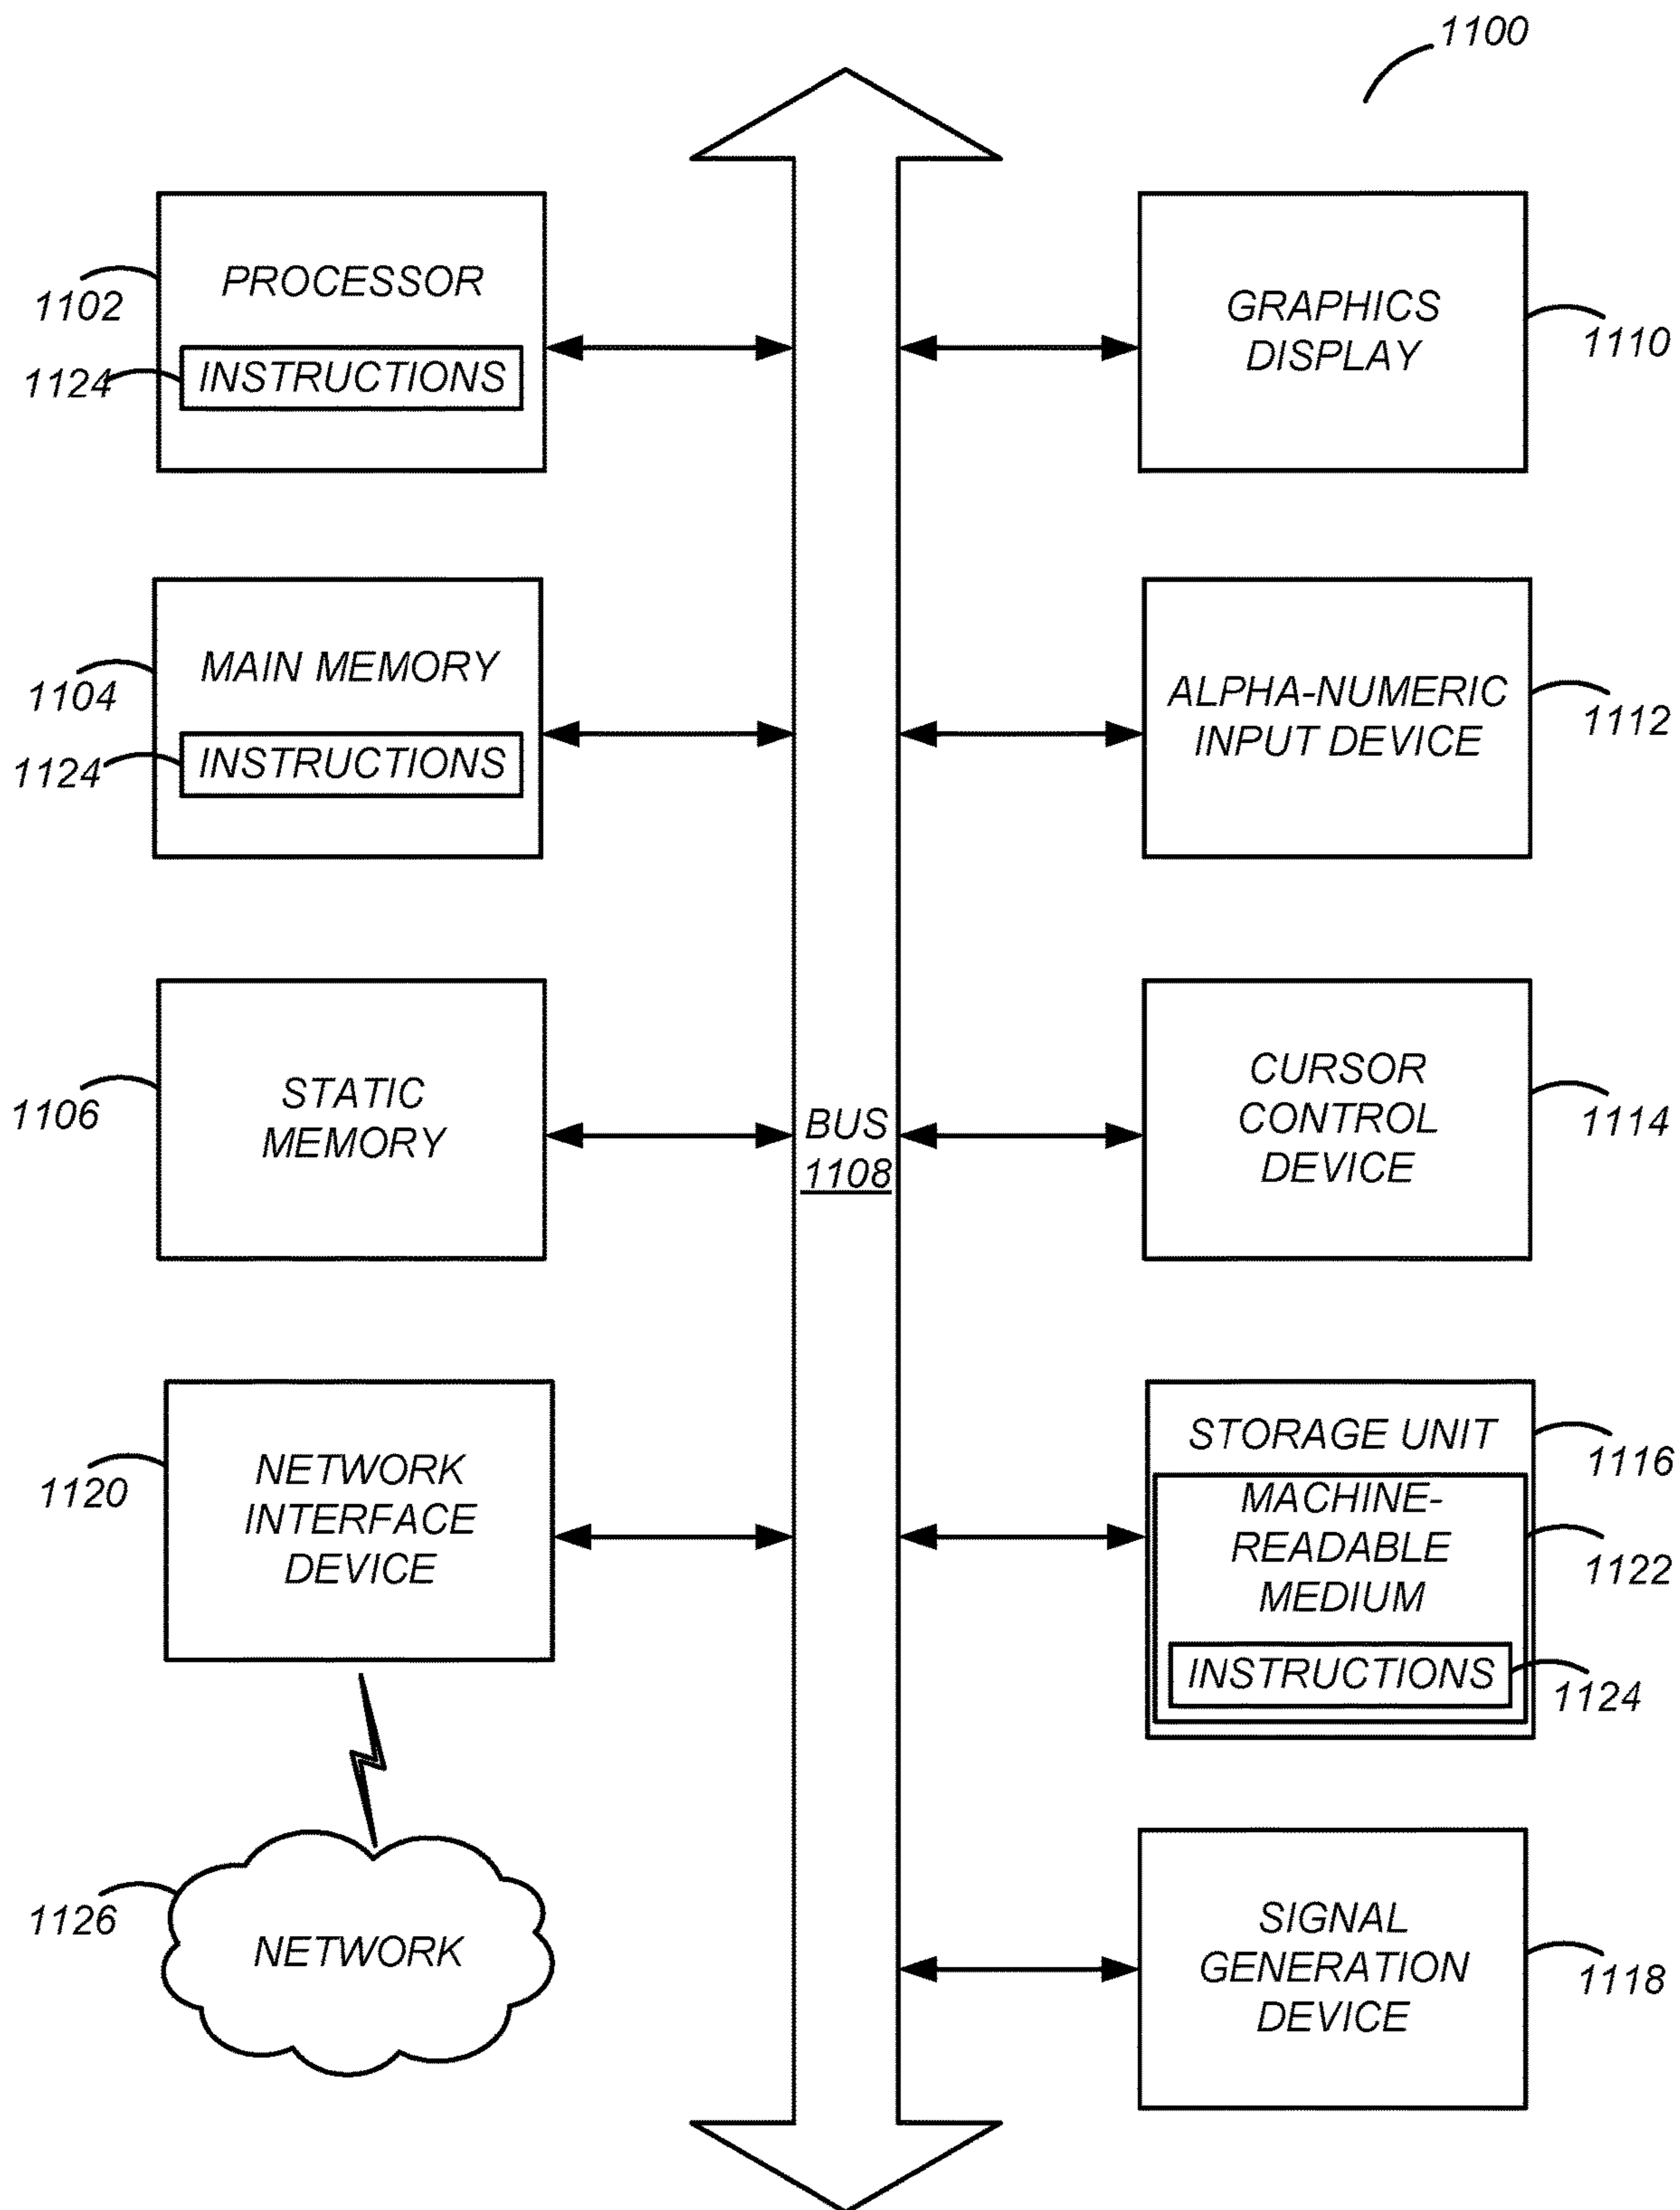 1100
PROCESSOR
1102
INSTRUCTIONS
1124
GRAPHICS
DISPLAY
1110
MAIN MEMORY
1104
INSTRUCTIONS
1124
ALPHA-NUMERIC
INPUT DEVICE
1112
STATIC
MEMORY
1106
BUS
1108
CURSOR
CONTROL
DEVICE
1114
NETWORK
INTERFACE
DEVICE
1120
STORAGE UNIT
1116
MACHINE-
READABLE
MEDIUM
1122
INSTRUCTIONS
1124
NETWORK
1126
SIGNAL
GENERATION
DEVICE
1118